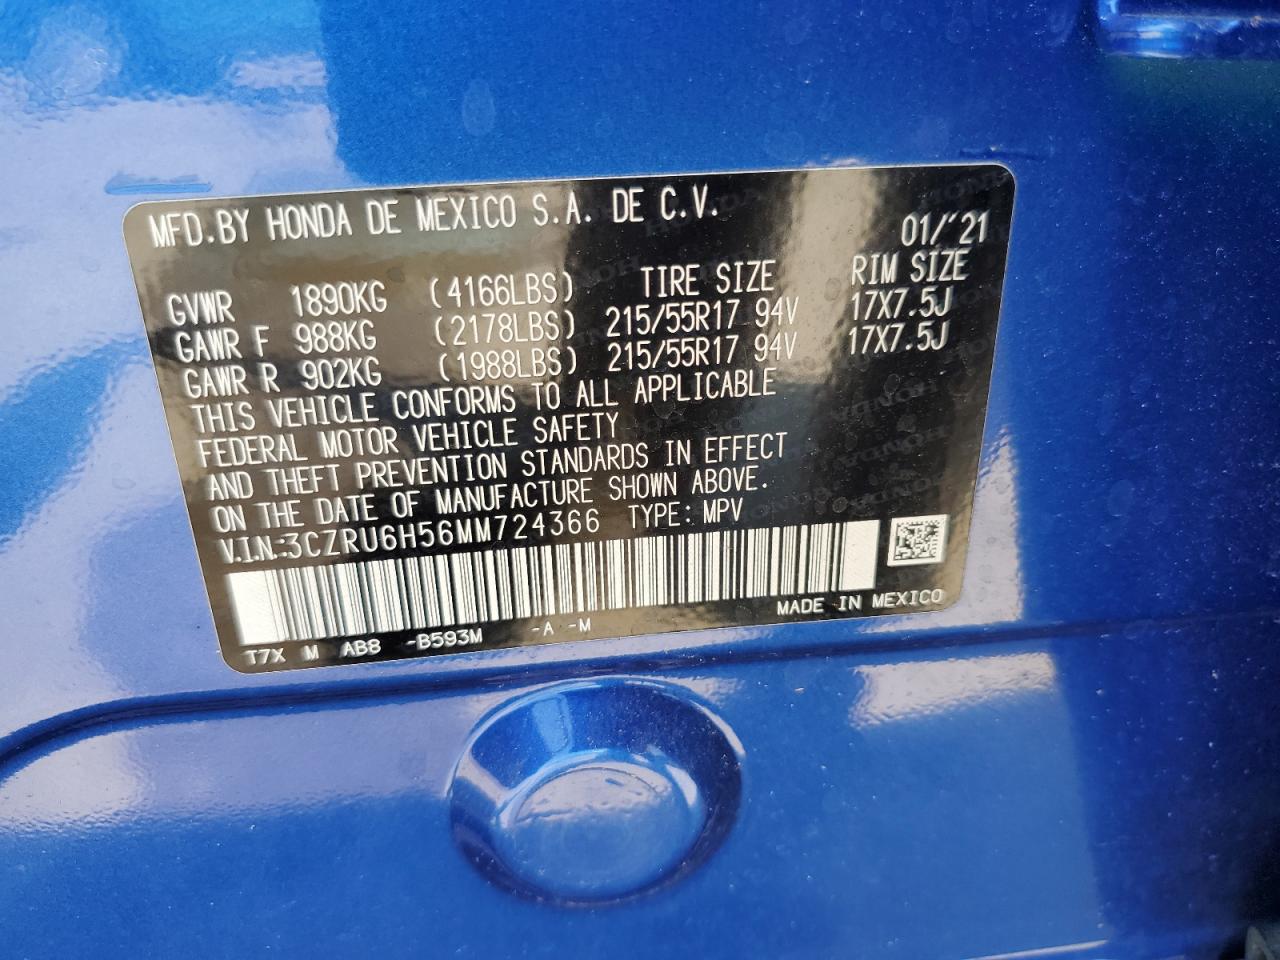 MFD.BY HONDA DE MEXICO S.A. DE C.V.
01/'21
GVWR 1890KG (4166LBS) TIRE SIZE RIM SIZE
GAWR F 988KG (2178LBS) 215/55R17 94V 17X7.5J
GAWR R 902KG (1988LBS) 215/55R17 94V 17X7.5J
THIS VEHICLE CONFORMS TO ALL APPLICABLE
FEDERAL MOTOR VEHICLE SAFETY
AND THEFT PREVENTION STANDARDS IN EFFECT
ON THE DATE OF MANUFACTURE SHOWN ABOVE.
V.I.N.:3CZRU6H56MM724366 TYPE: MPV
MADE IN MEXICO
T7X M AB8 -B593M -A -M